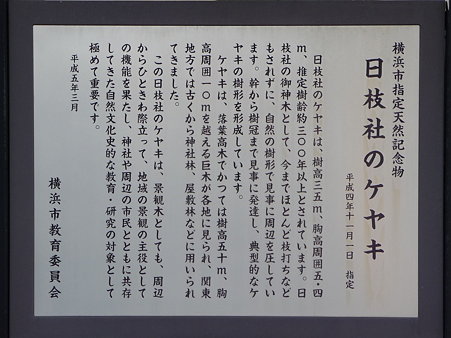 横浜市指定天然記念物
日枝社のケヤキ
平成四年十一月一日 指定
日枝社のケヤキは、樹高三五m、胸高周囲五・四
m、推定樹齢約三〇〇年以上とされています。日
枝社の御神木として、今までほとんど枝打ちなど
もされずに、自然の樹形で見事に周辺を圧してい
ます。幹から樹冠まで見事に発達し、典型的なケ
ヤキの樹形を形成しています。
ケヤキは、落葉高木でかつては樹高五十m、胸
高周囲一〇mを越える巨木が各地に見られ、関東
地方では古くから神社林、屋敷林などに用いられ
てきました。
この日枝社のケヤキは、景観木としても、周辺
からひときわ際立って、地域の景観の主役として
の機能を果たし、神社や周辺の市民とともに共存
してきた自然文化史的な教育・研究の対象として
極めて重要です。
平成五年三月
横浜市教育委員会